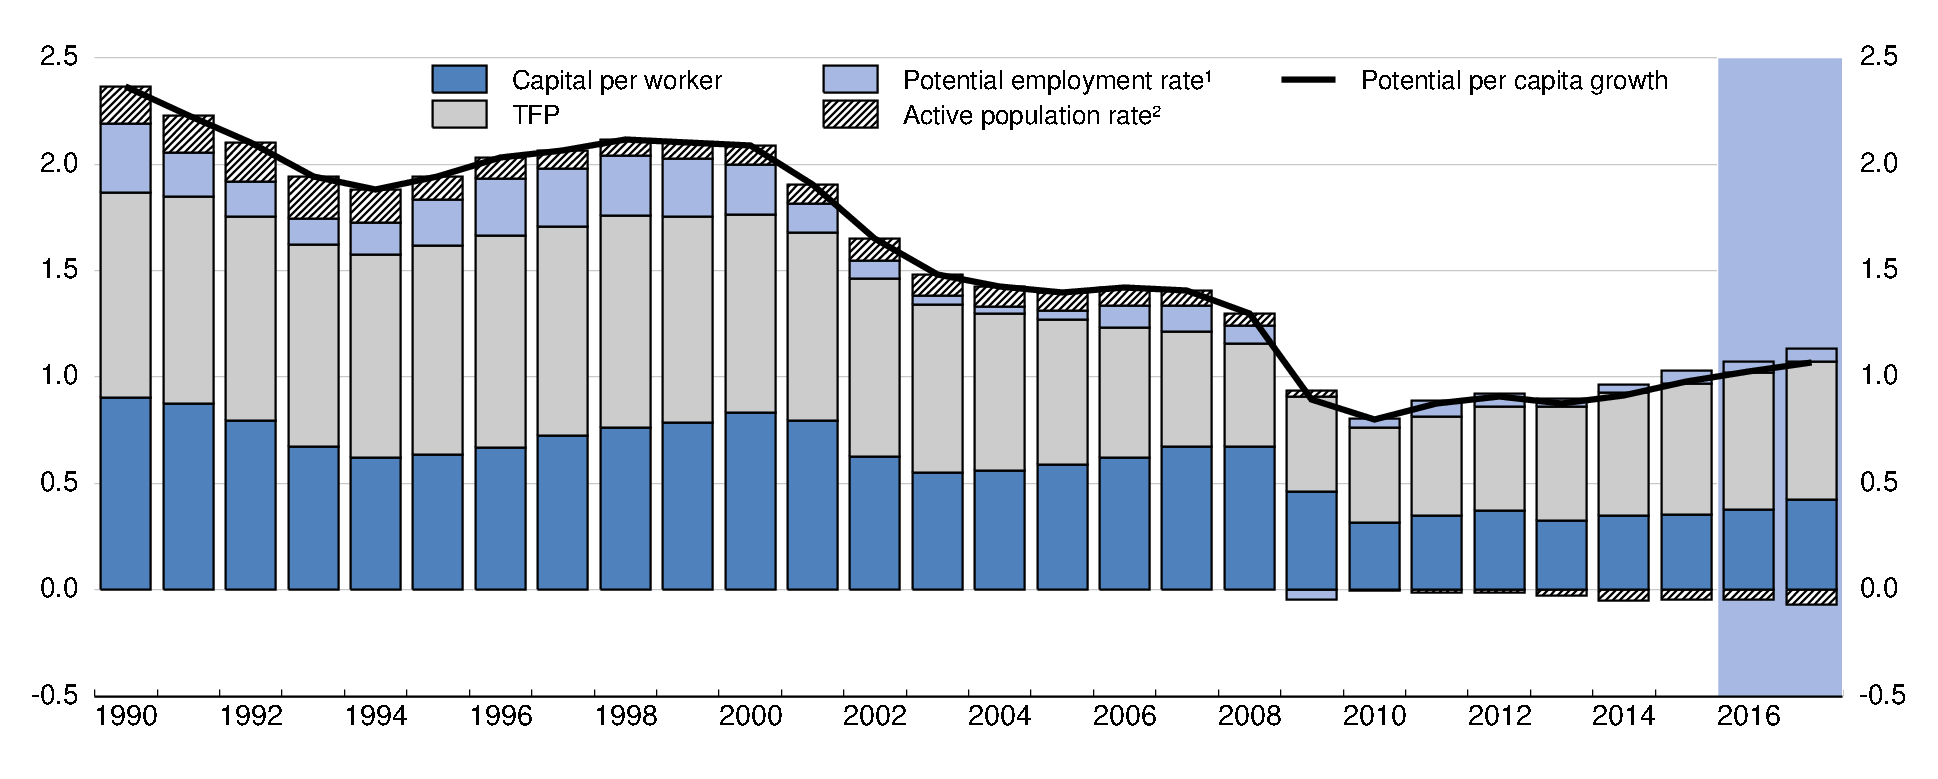 2.5 2.5
Capital per worker Potential employment rate¹ Potential per capita growth
TFP Active population rate²
2.0 2.0
1.5 1.5
1.0 1.0
0.5 0.5
0.0 0.0
-0.5 -0.5
1990 1992 1994 1996 1998 2000 2002 2004 2006 2008 2010 2012 2014 2016